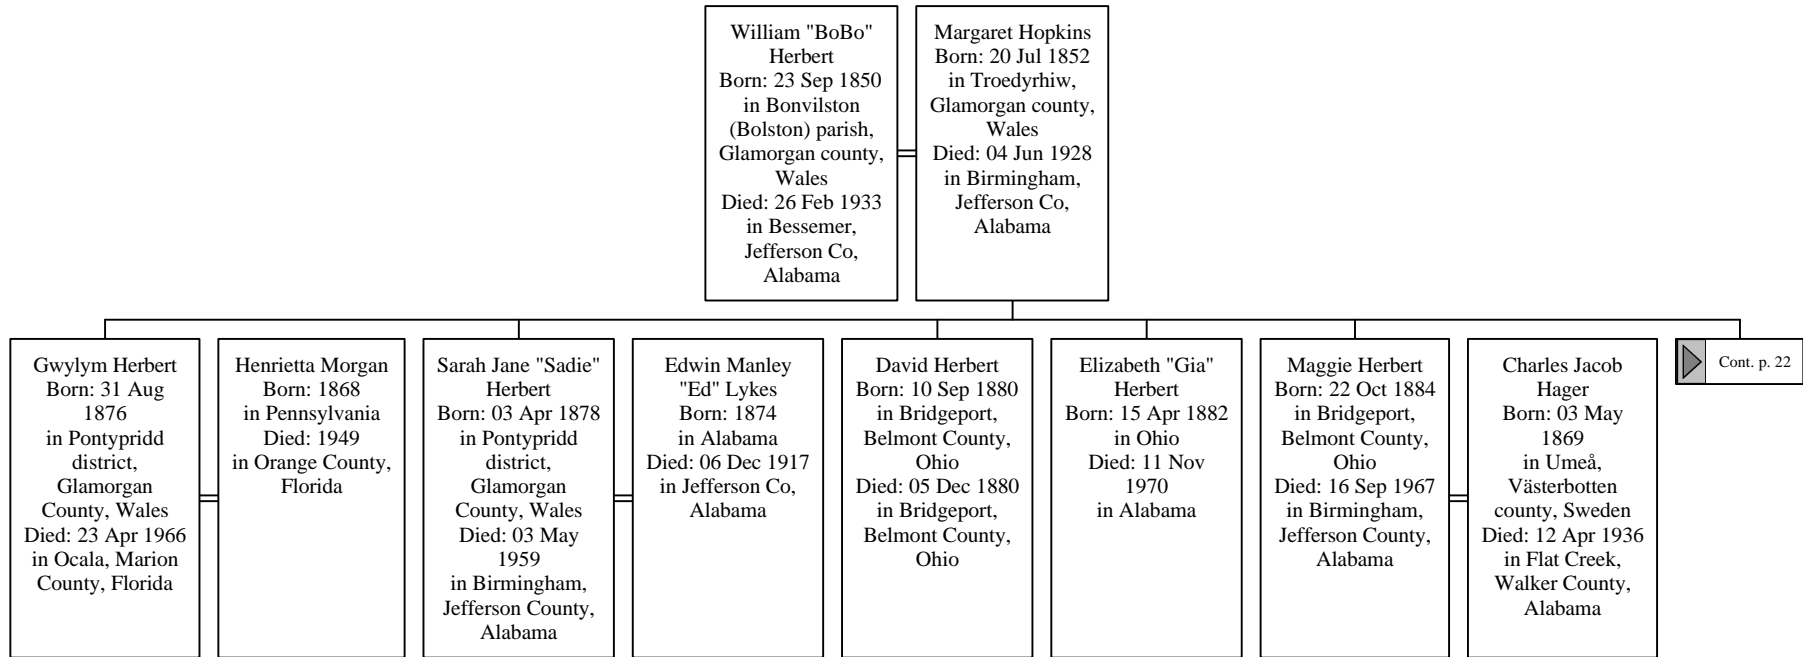 William "BoBo"
Herbert
Born: 23 Sep 1850
in Bonvilston
(Bolston) parish,
Glamorgan county,
Wales
Died: 26 Feb 1933
in Bessemer,
Jefferson Co,
Alabama
Margaret Hopkins
Born: 20 Jul 1852
in Troedyrhiw,
Glamorgan county,
Wales
Died: 04 Jun 1928
in Birmingham,
Jefferson Co,
Alabama
Gwylym Herbert
Born: 31 Aug
1876
in Pontypridd
district,
Glamorgan
County, Wales
Died: 23 Apr 1966
in Ocala, Marion
County, Florida
Henrietta Morgan
Born: 1868
in Pennsylvania
Died: 1949
in Orange County,
Florida
Sarah Jane "Sadie"
Herbert
Born: 03 Apr 1878
in Pontypridd
district,
Glamorgan
County, Wales
Died: 03 May
1959
in Birmingham,
Jefferson County,
Alabama
Edwin Manley
"Ed" Lykes
Born: 1874
in Alabama
Died: 06 Dec 1917
in Jefferson Co,
Alabama
David Herbert
Born: 10 Sep 1880
in Bridgeport,
Belmont County,
Ohio
Died: 05 Dec 1880
in Bridgeport,
Belmont County,
Ohio
Elizabeth "Gia"
Herbert
Born: 15 Apr 1882
in Ohio
Died: 11 Nov
1970
in Alabama
Maggie Herbert
Born: 22 Oct 1884
in Bridgeport,
Belmont County,
Ohio
Died: 16 Sep 1967
in Birmingham,
Jefferson County,
Alabama
Charles Jacob
Hager
Born: 03 May
1869
in Umeå,
Västerbotten
county, Sweden
Died: 12 Apr 1936
in Flat Creek,
Walker County,
Alabama
Cont. p. 22